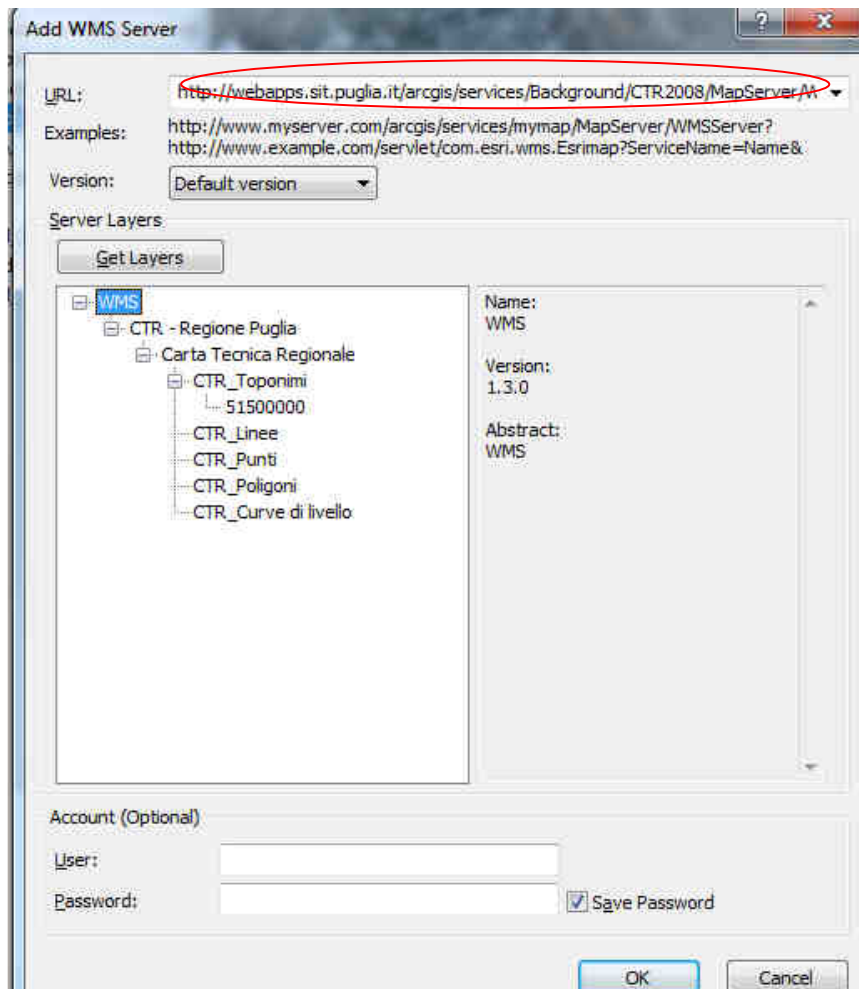 Add WMS Server
URL: http://webapps.sit.puglia.it/arcgis/services/Background/CTR2008/MapServer/
Examples: http://www.myserver.com/arcgis/services/mymap/MapServer/WMSServer?
http://www.example.com/servlet/com.esri.wms.Esrimap?ServiceName=Name&
Version: Default version
Server Layers
Get Layers
WMS
CTR - Regione Puglia
Carta Tecnica Regionale
CTR_Toponimi
51500000
CTR_Linee
CTR_Punti
CTR_Poligoni
CTR_Curve di livello
Name:
WMS
Version:
1.3.0
Abstract:
WMS
Account (Optional)
User:
Password:
Save Password
OK Cancel